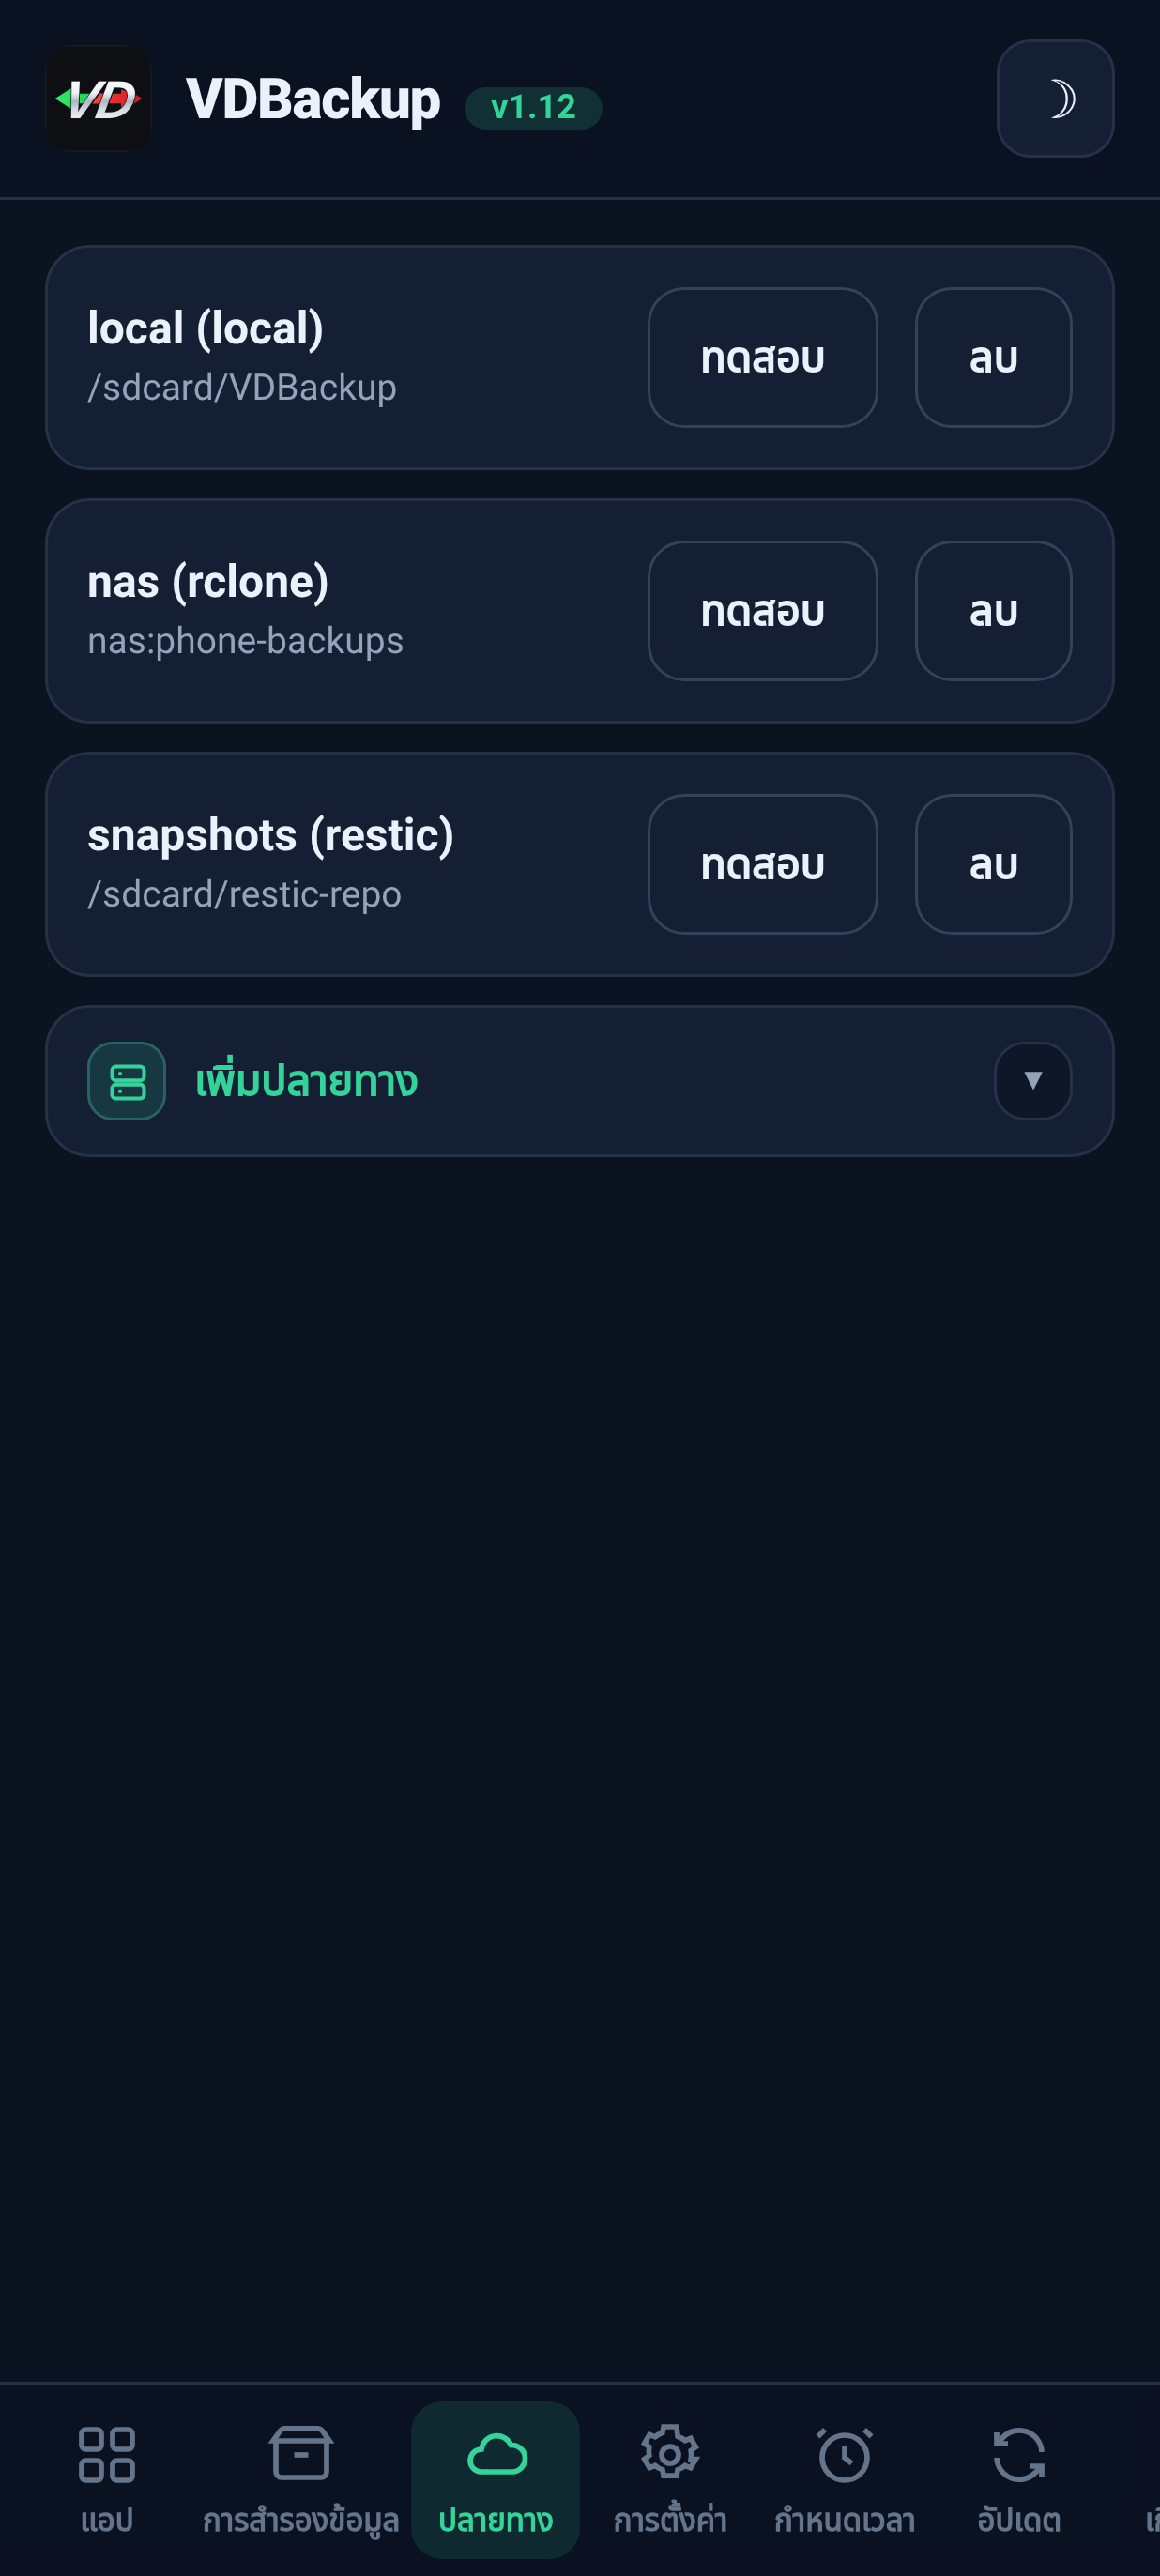 VD
VDBackup v1.12
local (local)
/sdcard/VDBackup
ทดสอบ
ลบ
nas (rclone)
nas:phone-backups
ทดสอบ
ลบ
snapshots (restic)
/sdcard/restic-repo
ทดสอบ
ลบ
เพิ่มปลายทาง
แอป
การสำรองข้อมูล
ปลายทาง
การตั้งค่า
กำหนดเวลา
อัปเดต